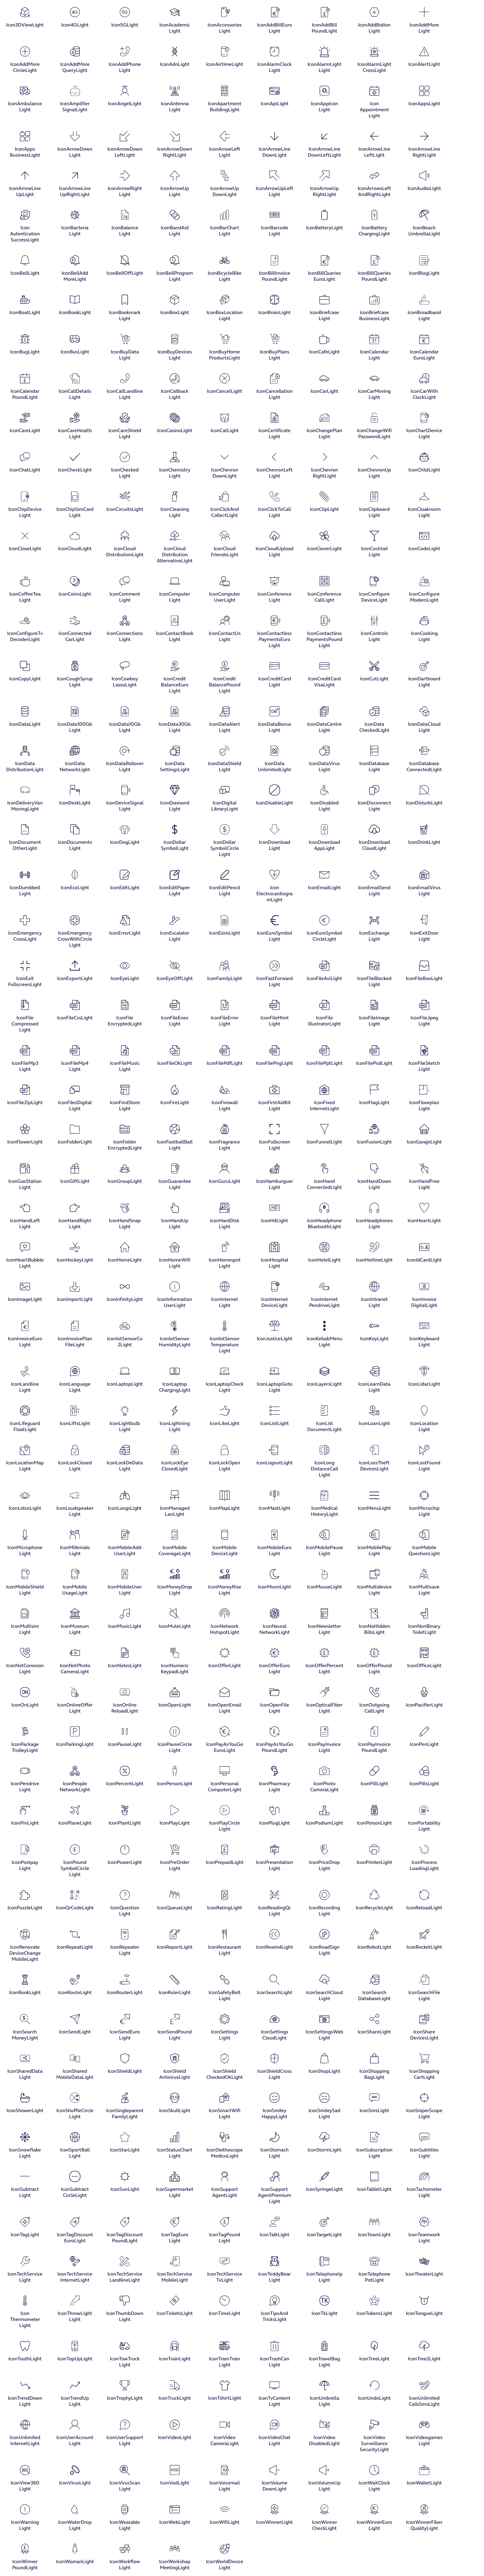 Icon3DViewLight Icon4GLight Icon5GLight IconAcademic Light IconAccessories Light IconAddBillEuro Light IconAddBill PoundLight IconAddBolton Light IconAddMore Light
IconAddMore CircleLight IconAddMore QueryLight IconAddPhone Light IconAdnLight IconAirtimeLight IconAlarmClock Light IconAlarmLight Light IconAlarmLight CrossLight IconAlertLight
IconAmbulance Light IconAmplifier SignalLight IconAngelLight IconAntenna Light IconApartment BuildingLight IconApiLight IconAppIcon Light Icon Appointment Light IconAppsLight
IconApps BusinessLight IconArrowDown Light IconArrowDown LeftLight IconArrowDown RightLight IconArrowLeft Light IconArrowLine DownLight IconArrowLine DownLeftLight IconArrowLine LeftLight IconArrowLine RightLight
IconArrowLine UpLight IconArrowLine UpRightLight IconArrowRight Light IconArrowUp Light IconArrowUp DownLight IconArrowUpLeft Light IconArrowUp RightLight IconArrowLeft AndRightLight IconAudioLight
Icon Autentication SuccessLight IconBacteria Light IconBalance Light IconBandAid Light IconBarChart Light IconBarcode Light IconBatteryLight IconBattery ChargingLight IconBeach UmbrellaLight
IconBellLight IconBellAdd MoreLight IconBellOffLight IconBellProgram Light IconBicycleBike Light IconBillInvoice PoundLight IconBillQueries EuroLight IconBillQueries PoundLight IconBlogLight
IconBoatLight IconBookLight IconBookmark Light IconBoxLight IconBoxLocation Light IconBrainLight IconBriefcase Light IconBriefcase BusinessLight IconBroadband Light
IconBugLight IconBusLight IconBuyData Light IconBuyDevices Light IconBuyHome ProductsLight IconBuyPlans Light IconCafeLight IconCalendar Light IconCalendar EuroLight
IconCalendar PoundLight IconCallDetails Light IconCallLandline Light IconCallback Light IconCancelLight IconCancellation Light IconCarLight IconCarMoving Light IconCarWith ClockLight
IconCareLight IconCareHealth Light IconCareShield Light IconCasinoLight IconCatLight IconCertificate Light IconChangePlan Light IconChangeWifi PasswordLight IconChartDevice Light
IconChatLight IconCheckLight IconChecked Light IconChemistry Light IconChevron DownLight IconChevronLeft Light IconChevron RightLight IconChevronUp Light IconChildLight
IconChipDevice Light IconChipSimCard Light IconCircuitsLight IconCleaning Light IconClickAnd CollectLight IconClickToCall Light IconClipLight IconClipboard Light IconCloakroom Light
IconCloseLight IconCloudLight IconCloud DistributionLight IconCloud Distribution AlternativeLight IconCloud FriendsLight IconCloudUpload Light IconCloverLight IconCocktail Light IconCodeLight
IconCoffeeTea Light IconCoinsLight IconComment Light IconComputer Light IconComputer UserLight IconConference Light IconConference CallLight IconConfigure DeviceLight IconConfigure ModemLight
IconConfigureTv DecoderLight IconConnected CarLight IconConnections Light IconContactBook Light IconContactUs Light IconContactless PaymentsEuro Light IconContactless PaymentsPound Light IconControls Light IconCooking Light
IconCopyLight IconCoughSyrup Light IconCowboy LassoLight IconCredit BalanceEuro Light IconCredit BalancePound Light IconCreditCard Light IconCreditCard VisaLight IconCutLight IconDartboard Light
IconDataLight IconData100Gb Light IconData10Gb Light IconData30Gb Light IconDataAlert Light IconDataBonus Light IconDataCentre Light IconData CheckedLight IconDataCloud Light
IconData DistributionLight IconData NetworkLight IconDataRollover Light IconData SettingsLight IconDataShield Light IconData UnlimitedLight IconDataVirus Light IconDatabase Light IconDatabase ConnectedLight
IconDeliveryVan MovingLight IconDeskLight IconDeviceSignal Light IconDiamond Light IconDigital LibraryLight IconDisableLight IconDisabled Light IconDisconnect Light IconDisturbLight
IconDocument OtherLight IconDocuments Light IconDogLight IconDollar SymbolLight IconDollar SymbolCircle Light IconDownload Light IconDownload AppLight IconDownload CloudLight IconDrinkLight
IconDumbbell Light IconEcoLight IconEditLight IconEditPaper Light IconEditPencil Light Icon Electrocardiogra mLight IconEmailLight IconEmailSend Light IconEmailVirus Light
IconEmergency CrossLight IconEmergency CrossWithCircle Light IconErrorLight IconEscalator Light IconEsimLight IconEuroSymbol Light IconEuroSymbol CircleLight IconExchange Light IconExitDoor Light
IconExit FullscreenLight IconExportLight IconEyeLight IconEyeOffLight IconFamilyLight IconFastForward Light IconFileAviLight IconFileBlocked Light IconFileBoxLight
IconFile Compressed Light IconFileCssLight IconFile EncryptedLight IconFileEnex Light IconFileError Light IconFileHtml Light IconFile IllustratorLight IconFileImage Light IconFileJpeg Light
IconFileMp3 Light IconFileMp4 Light IconFileMusic Light IconFileOkLight IconFilePdfLight IconFilePngLight IconFilePptLight IconFilePsdLight IconFileSketch Light
IconFileZipLight IconFilesDigital Light IconFindStore Light IconFireLight IconFirewall Light IconFirstAidKit Light IconFixed InternetLight IconFlagLight IconFloorplan Light
IconFlowerLight IconFolderLight IconFolder EncryptedLight IconFootballBall Light IconFragrance Light IconFullscreen Light IconFunnelLight IconFusionLight IconGarajeLight
IconGasStation Light IconGiftLight IconGroupLight IconGuarantee Light IconGuruLight IconHamburguer Light IconHand ConnectedLight IconHandDown Light IconHandFree Light
IconHandLeft Light IconHandRight Light IconHandSnap Light IconHandUp Light IconHardDisk Light IconHdLight IconHeadphone BluetoothLight IconHeadphones Light IconHeartLight
IconHeartBubble Light IconHockeyLight IconHomeLight IconHomeWifi Light IconHomespot Light IconHospital Light IconHotelLight IconHotlineLight IconIdCardLight
IconImageLight IconImportLight IconInfinityLight IconInformation UserLight IconInternet Light IconInternet DeviceLight IconInternet PendriveLight IconIntranet Light IconInvoice DigitalLight
IconInvoiceEuro Light IconInvoicePlan FileLight IconIotSensorCo 2Light IconIotSensor HumidityLight IconIotSensor Temperature Light IconJusticeLight IconKebabMenu Light IconKeyLight IconKeyboard Light
IconLandline Light IconLanguage Light IconLaptopLight IconLaptop ChargingLight IconLaptopCheck Light IconLaptopGoto Light IconLayersLight IconLearnData Light IconLidarLight
IconLifeguard FloatLight IconLiftsLight IconLightbulb Light IconLightning Light IconLikeLight IconListLight IconList DocumentLight IconLoanLight IconLocation Light
IconLocationMap Light IconLockClosed Light IconLockDeData Light IconLockEye ClosedLight IconLockOpen Light IconLogoutLight IconLong DistanceCall Light IconLossTheft DevicesLight IconLostFound Light
IconLotusLight IconLoudspeaker Light IconLungsLight IconManaged LanLight IconMapLight IconMastLight IconMedical HistoryLight IconMenuLight IconMicrochip Light
IconMicrophone Light IconMillenials Light IconMobileAdd UserLight IconMobile CoverageLight IconMobile DeviceLight IconMobileEuro Light IconMobilePause Light IconMobilePlay Light IconMobile QuestionLight
IconMobileShield Light IconMobile UsageLight IconMobileUser Light IconMoneyDrop Light IconMoneyRise Light IconMoonLight IconMouseLight IconMultidevice Light IconMultisave Light
IconMultisim Light IconMuseum Light IconMusicLight IconMuteLight IconNetwork HotspotLight IconNeural NetworkLight IconNewsletter Light IconNoHidden BillsLight IconNonBinary ToiletLight
IconNotConexion Light IconNotPhoto CameraLight IconNotesLight IconNumeric KeypadLight IconOfferLight IconOfferEuro Light IconOfferPercent Light IconOfferPound Light IconOfficeLight
IconOnLight IconOnlineOffer Light IconOnline ReloadLight IconOpenLight IconOpenEmail Light IconOpenFile Light IconOpticalFiber Light IconOutgoing CallLight IconPacifierLight
IconPackage TrolleyLight IconParkingLight IconPauseLight IconPauseCircle Light IconPayAsYouGo EuroLight IconPayAsYouGo PoundLight IconPayInvoice Light IconPayInvoice PoundLight IconPenLight
IconPendrive Light IconPeople NetworkLight IconPercentLight IconPersonLight IconPersonal ComputerLight IconPharmacy Light IconPhoto CameraLight IconPillLight IconPillsLight
IconPinLight IconPlaneLight IconPlantLight IconPlayLight IconPlayCircle Light IconPlugLight IconPodiumLight IconPoisonLight IconPortability Light
IconPostpay Light IconPound SymbolCircle Light IconPowerLight IconPreOrder Light IconPrepaidLight IconPresentation Light IconPriceDrop Light IconPrinterLight IconProcess LoadingLight
IconPuzzleLight IconQrCodeLight IconQuestion Light IconQueueLight IconRatingLight IconReadingQr Light IconRecording Light IconRecycleLight IconReloadLight
IconRenovate DeviceChange MobileLight IconRepeatLight IconRepeater Light IconReportLight IconRestaurant Light IconRewindLight IconRoadSign Light IconRobotLight IconRocketLight
IconRookLight IconRouteLight IconRouterLight IconRulerLight IconSafetyBelt Light IconSearchLight IconSearchCloud Light IconSearch DatabaseLight IconSearchFile Light
IconSearch MoneyLight IconSendLight IconSendEuro Light IconSendPound Light IconSettings Light IconSettings CloudLight IconSettingsWeb Light IconShareLight IconShare DevicesLight
IconSharedData Light IconShared MobileDataLight IconShieldLight IconShield AntivirusLight IconShield CheckedOkLight IconShieldCross Light IconShopLight IconShopping BagLight IconShopping CartLight
IconShowerLight IconShuffleCircle Light IconSingleparent FamilyLight IconSkullLight IconSmartWifi Light IconSmiley HappyLight IconSmileySad Light IconSmsLight IconSniperScope Light
IconSnowflake Light IconSportBall Light IconStarLight IconStatusChart Light IconStethoscope MedicoLight IconStomach Light IconStormLight IconSubscription Light IconSubtitles Light
IconSubtract Light IconSubtract CircleLight IconSunLight IconSupermarket Light IconSupport AgentLight IconSupport AgentPremium Light IconSyringeLight IconTabletLight IconTachometer Light
IconTagLight IconTagDiscount EuroLight IconTagDiscount PoundLight IconTagEuro Light IconTagPound Light IconTalkLight IconTargetLight IconTeamLight IconTeamwork Light
IconTechService Light IconTechService InternetLight IconTechService LandlineLight IconTechService MobileLight IconTechService TvLight IconTeddyBear Light IconTelephoneIp Light IconTelephone PotLight IconTheaterLight
Icon Thermometer Light IconThrowLight Light IconThumbDown Light IconTicketsLight IconTimeLight IconTipsAnd TricksLight IconTkLight IconTokensLight IconTongueLight
IconToothLight IconTopUpLight IconTowTruck Light IconTrainLight IconTramTrain Light IconTrashCan Light IconTravelBag Light IconTreeLight IconTree2Light
IconTrendDown Light IconTrendUp Light IconTrophyLight IconTruckLight IconTshirtLight IconTvContent Light IconUmbrella Light IconUndoLight IconUnlimited CallsSmsLight
IconUnlimited InternetLight IconUserAccount Light IconUserSupport Light IconVideoLight IconVideo CameraLight IconVideoChat Light IconVideo DisabledLight IconVideo Surveillance SecurityLight IconVideogames Light
IconView360 Light IconVirusLight IconVirusScan Light IconVodLight IconVoicemail Light IconVolume DownLight IconVolumeUp Light IconWaitClock Light IconWalletLight
IconWarning Light IconWaterDrop Light IconWearable Light IconWebLight IconWifiLight IconWinnerLight IconWinner CheckLight IconWinnerEuro Light IconWinnerFiber QualityLight
IconWinner PoundLight IconWomanLight IconWorkflow Light IconWorkshop MeetingLight IconWorldDevice Light